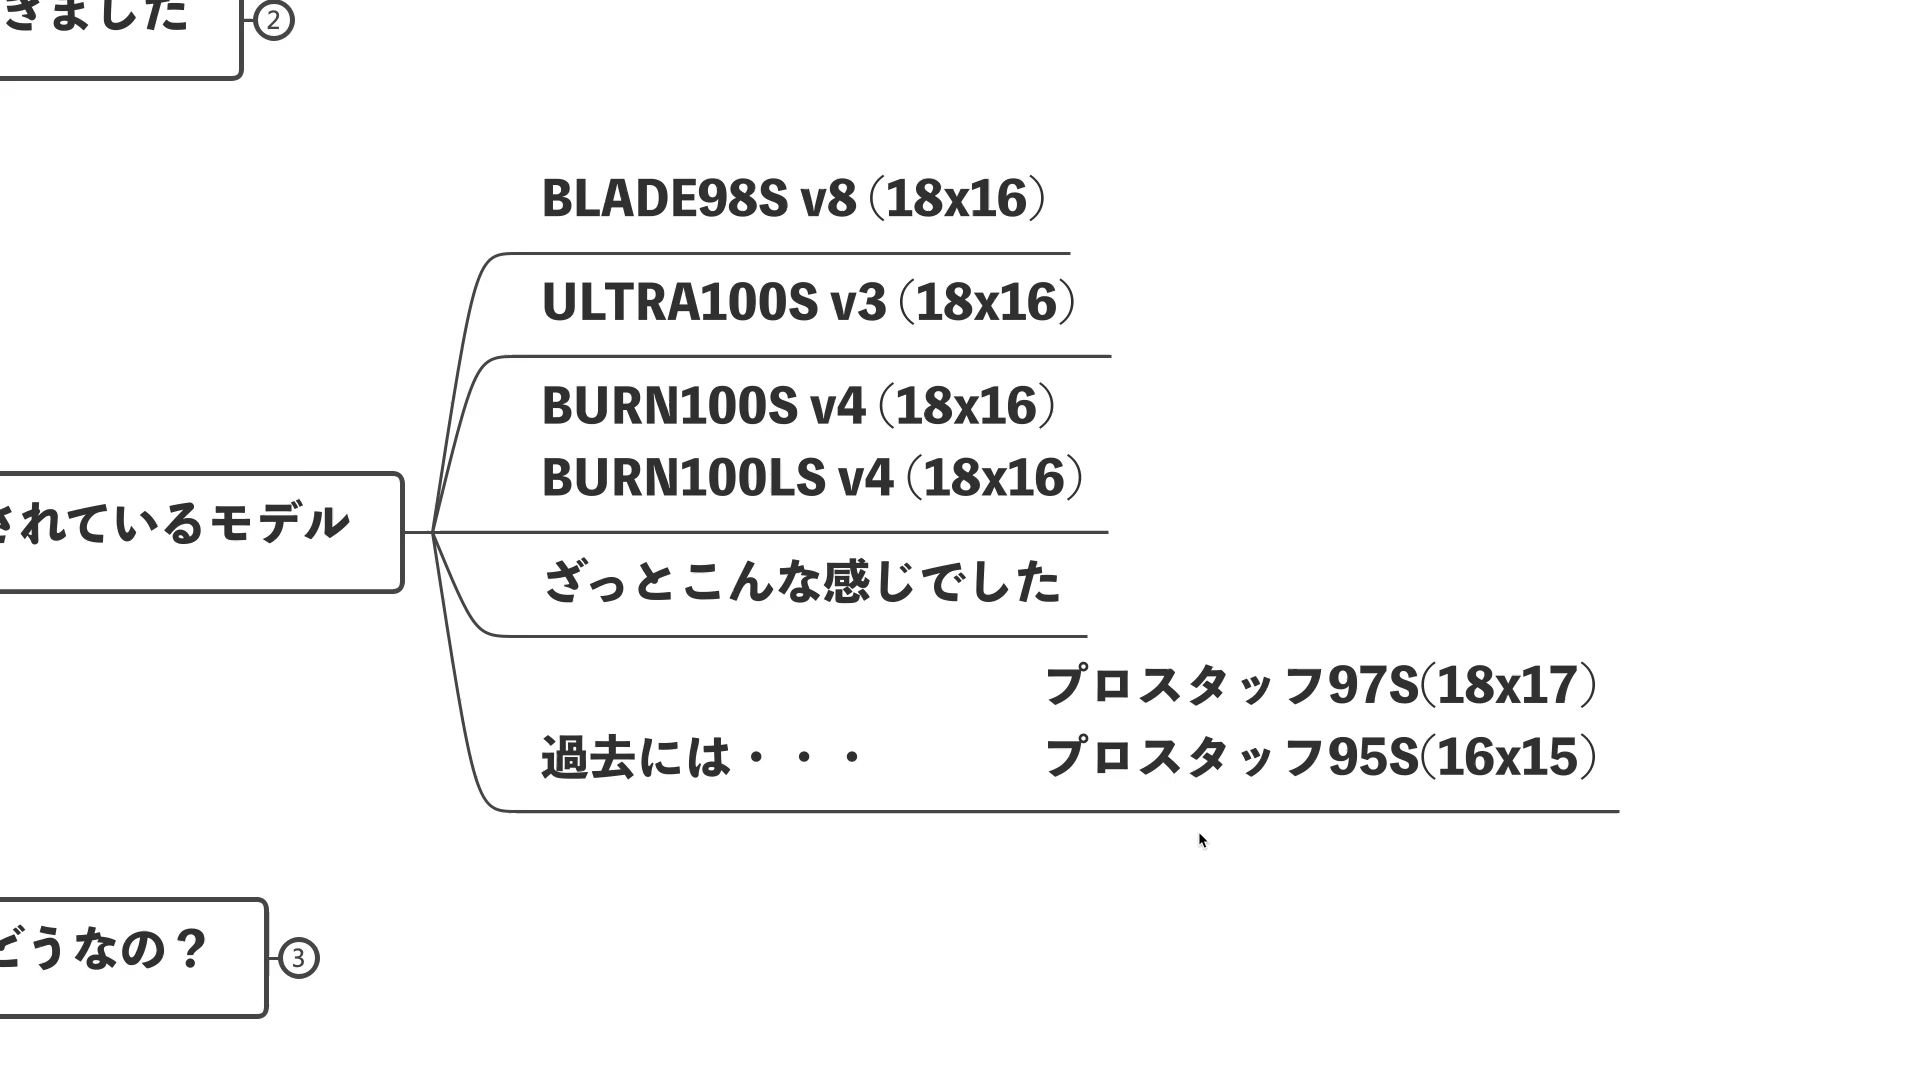 きました
2
BLADE98S v8（18x16）
ULTRA100S v3（18x16）
BURN100S v4（18x16）
BURN100LS v4（18x16）
されているモデル
ざっとこんな感じでした
過去には・・・
プロスタッフ97S(18x17）
プロスタッフ95S(16x15）
どうなの？
3